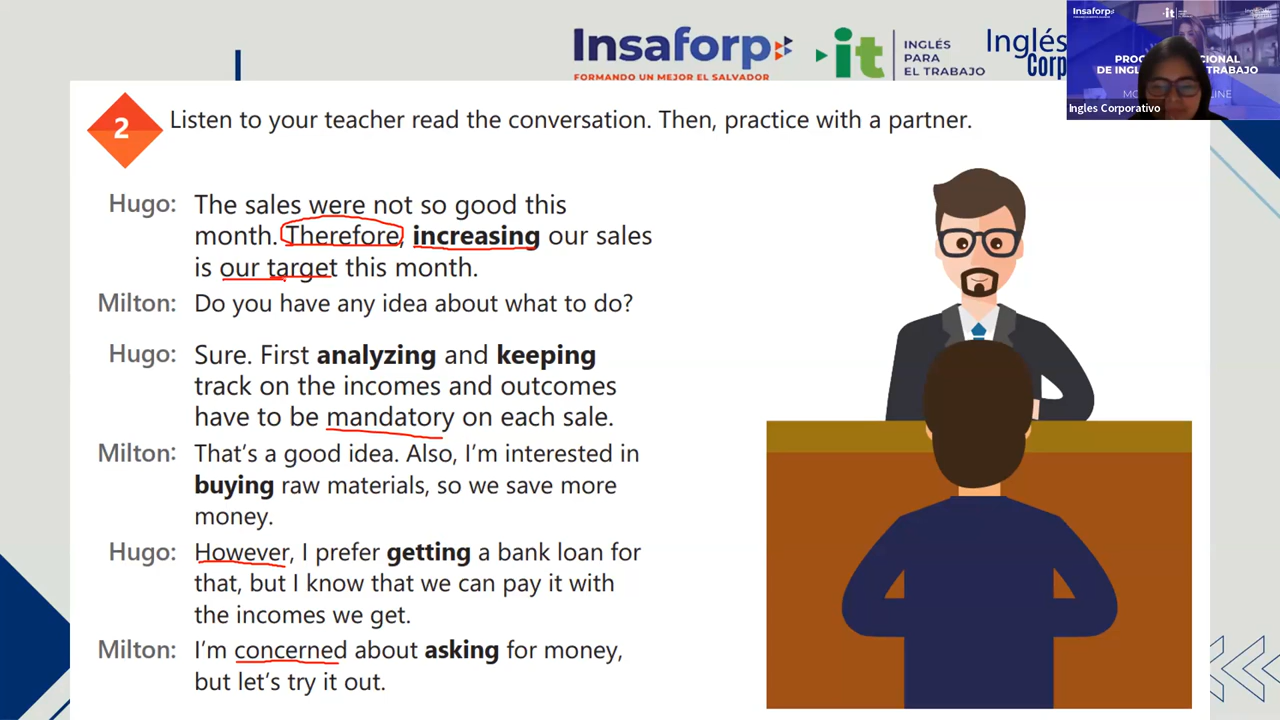 Insaforp
FORMANDO UN MEJOR EL SALVADOR
it
INGLÉS
PARA
EL TRABAJO
Inglés
Corp
Insaforp
it
DE INGL TRABAJO
Ingles Corporativo
2
Listen to your teacher read the conversation. Then, practice with a partner.
Hugo: The sales were not so good this
month. Therefore, increasing our sales
is our target this month.
Milton: Do you have any idea about what to do?
Hugo: Sure. First analyzing and keeping
track on the incomes and outcomes
have to be mandatory on each sale.
Milton: That's a good idea. Also, I'm interested in
buying raw materials, so we save more
money.
Hugo: However, I prefer getting a bank loan for
that, but I know that we can pay it with
the incomes we get.
Milton: I'm concerned about asking for money,
but let's try it out.